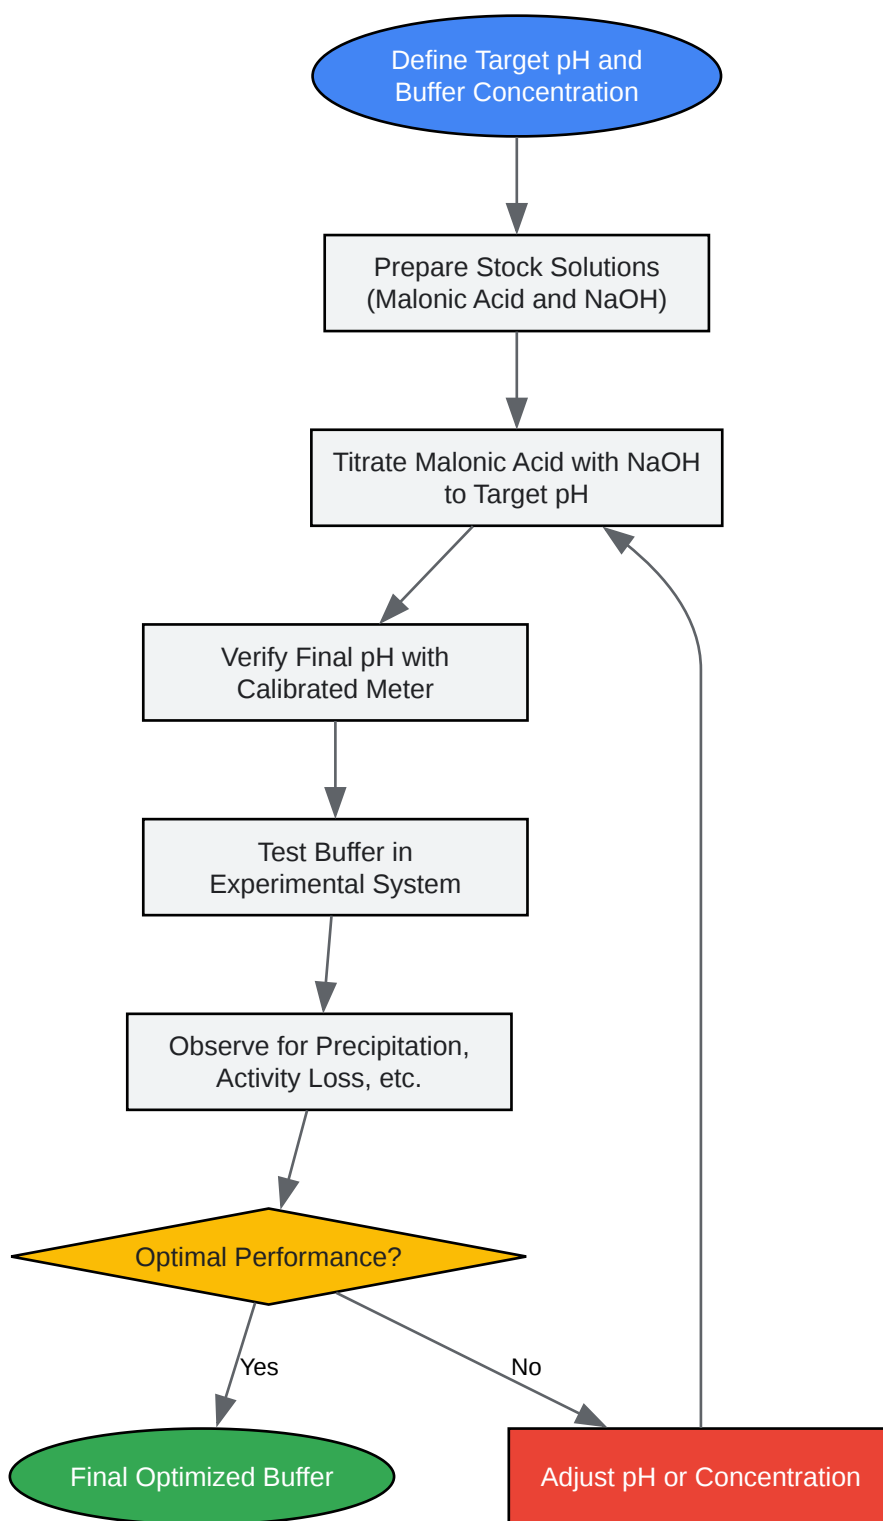 Define Target pH and
Buffer Concentration
Prepare Stock Solutions
(Malonic Acid and NaOH)
Titrate Malonic Acid with NaOH
to Target pH
Verify Final pH with
Calibrated Meter
Test Buffer in
Experimental System
Observe for Precipitation,
Activity Loss, etc.
Optimal Performance?
Yes
No
Final Optimized Buffer
Adjust pH or Concentration